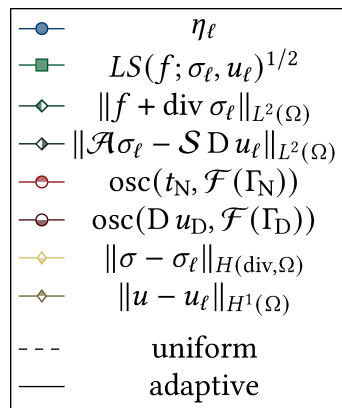 η_ℓ
LS(f; σ_ℓ, u_ℓ)^{1/2}
‖f + div σ_ℓ‖_{L²(Ω)}
‖𝒜σ_ℓ − 𝒮 D u_ℓ‖_{L²(Ω)}
osc(t_N, ℱ(Γ_N))
osc(D u_D, ℱ(Γ_D))
‖σ − σ_ℓ‖_{H(div,Ω)}
‖u − u_ℓ‖_{H¹(Ω)}
uniform
adaptive